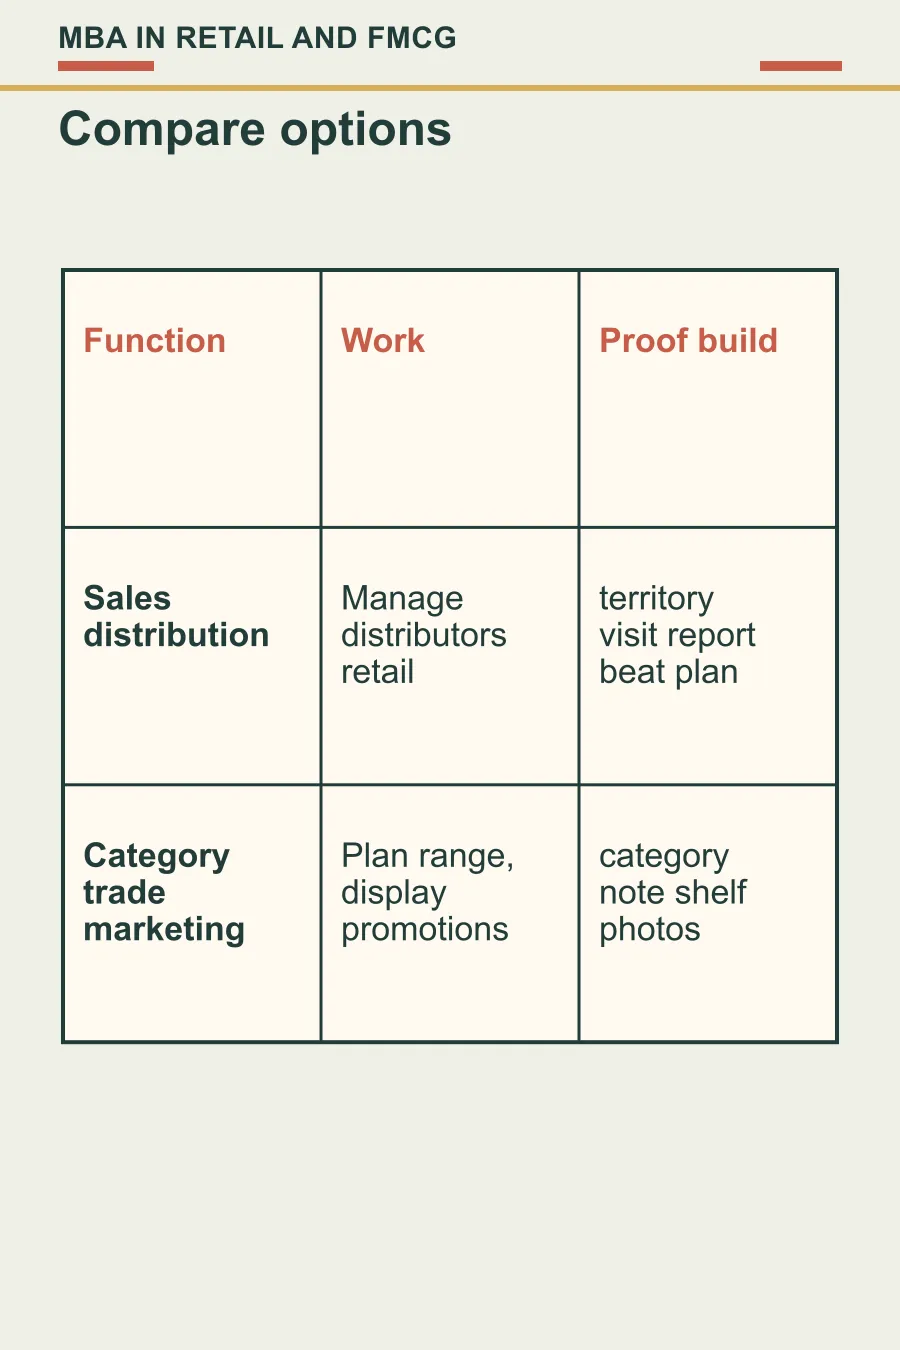 MBA IN RETAIL AND FMCG
Compare options
Function
Work
Proof build
Sales
distribution
Manage
distributors
retail
territory
visit report
beat plan
Category
trade
marketing
Plan range,
display
promotions
category
note shelf
photos